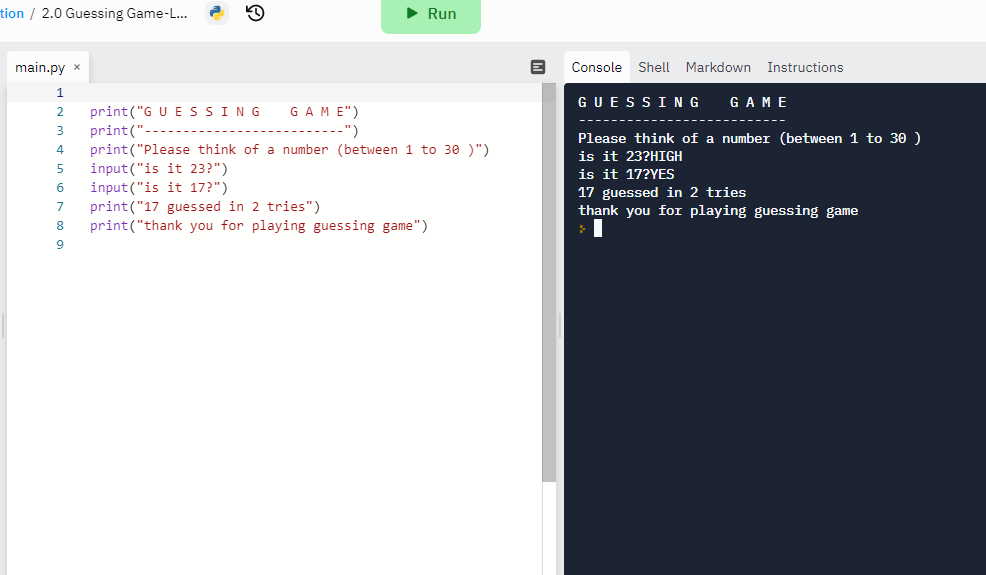 tion / 2.0 Guessing Game-L...
Run
main.py ×
1
2 print("G U E S S I N G    G A M E")
3 print("--------------------------")
4 print("Please think of a number (between 1 to 30 )")
5 input("is it 23?")
6 input("is it 17?")
7 print("17 guessed in 2 tries")
8 print("thank you for playing guessing game")
9
Console Shell Markdown Instructions
G U E S S I N G    G A M E
--------------------------
Please think of a number (between 1 to 30 )
is it 23?HIGH
is it 17?YES
17 guessed in 2 tries
thank you for playing guessing game